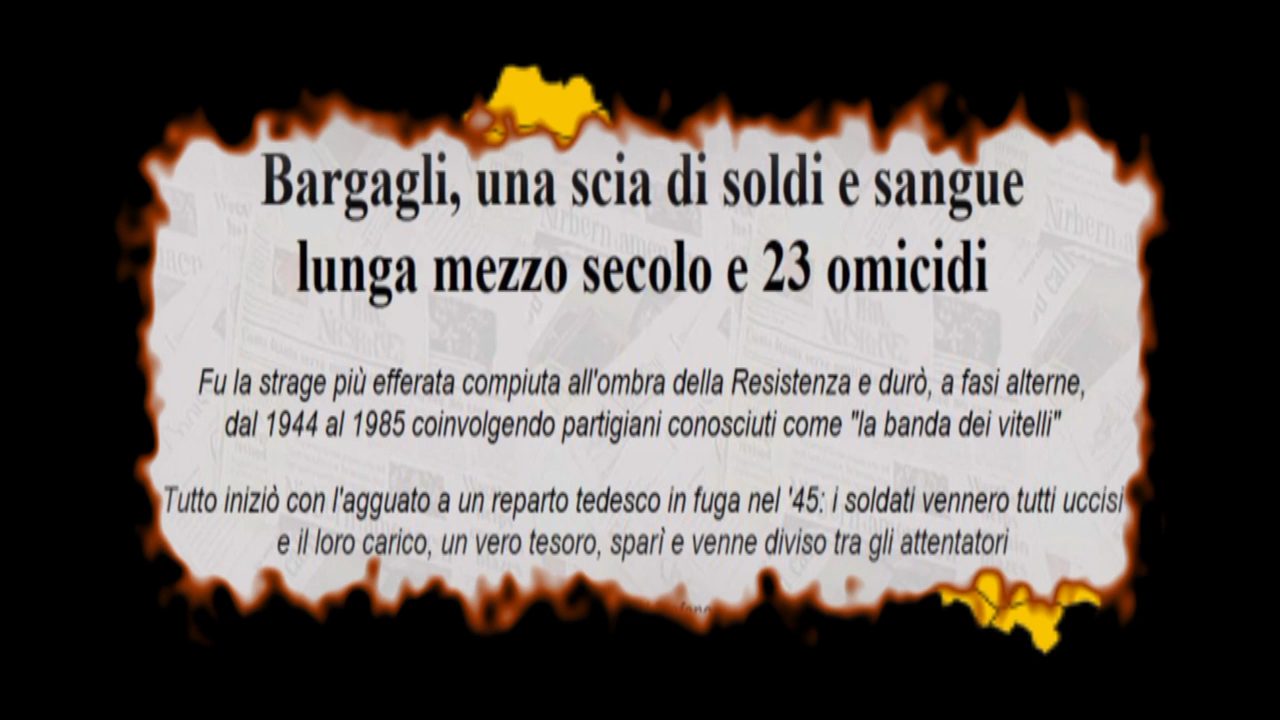 Bargagli, una scia di soldi e sangue
lunga mezzo secolo e 23 omicidi
Fu la strage più efferata compiuta all'ombra della Resistenza e durò, a fasi alterne,
dal 1944 al 1985 coinvolgendo partigiani conosciuti come "la banda dei vitelli"
Tutto iniziò con l'agguato a un reparto tedesco in fuga nel '45: i soldati vennero tutti uccisi
e il loro carico, un vero tesoro, sparì e venne diviso tra gli attentatori